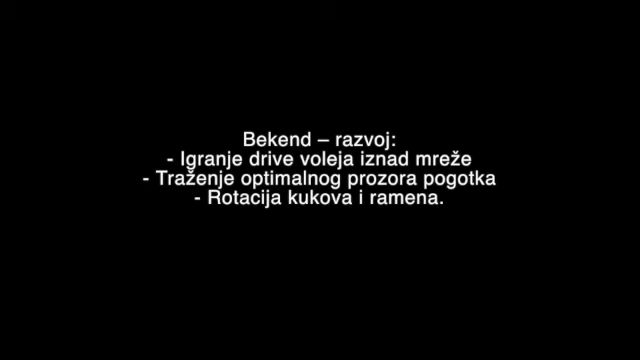 Bekend – razvoj:
- Igranje drive voleja iznad mreže
- Traženje optimalnog prozora pogotka
- Rotacija kukova i ramena.